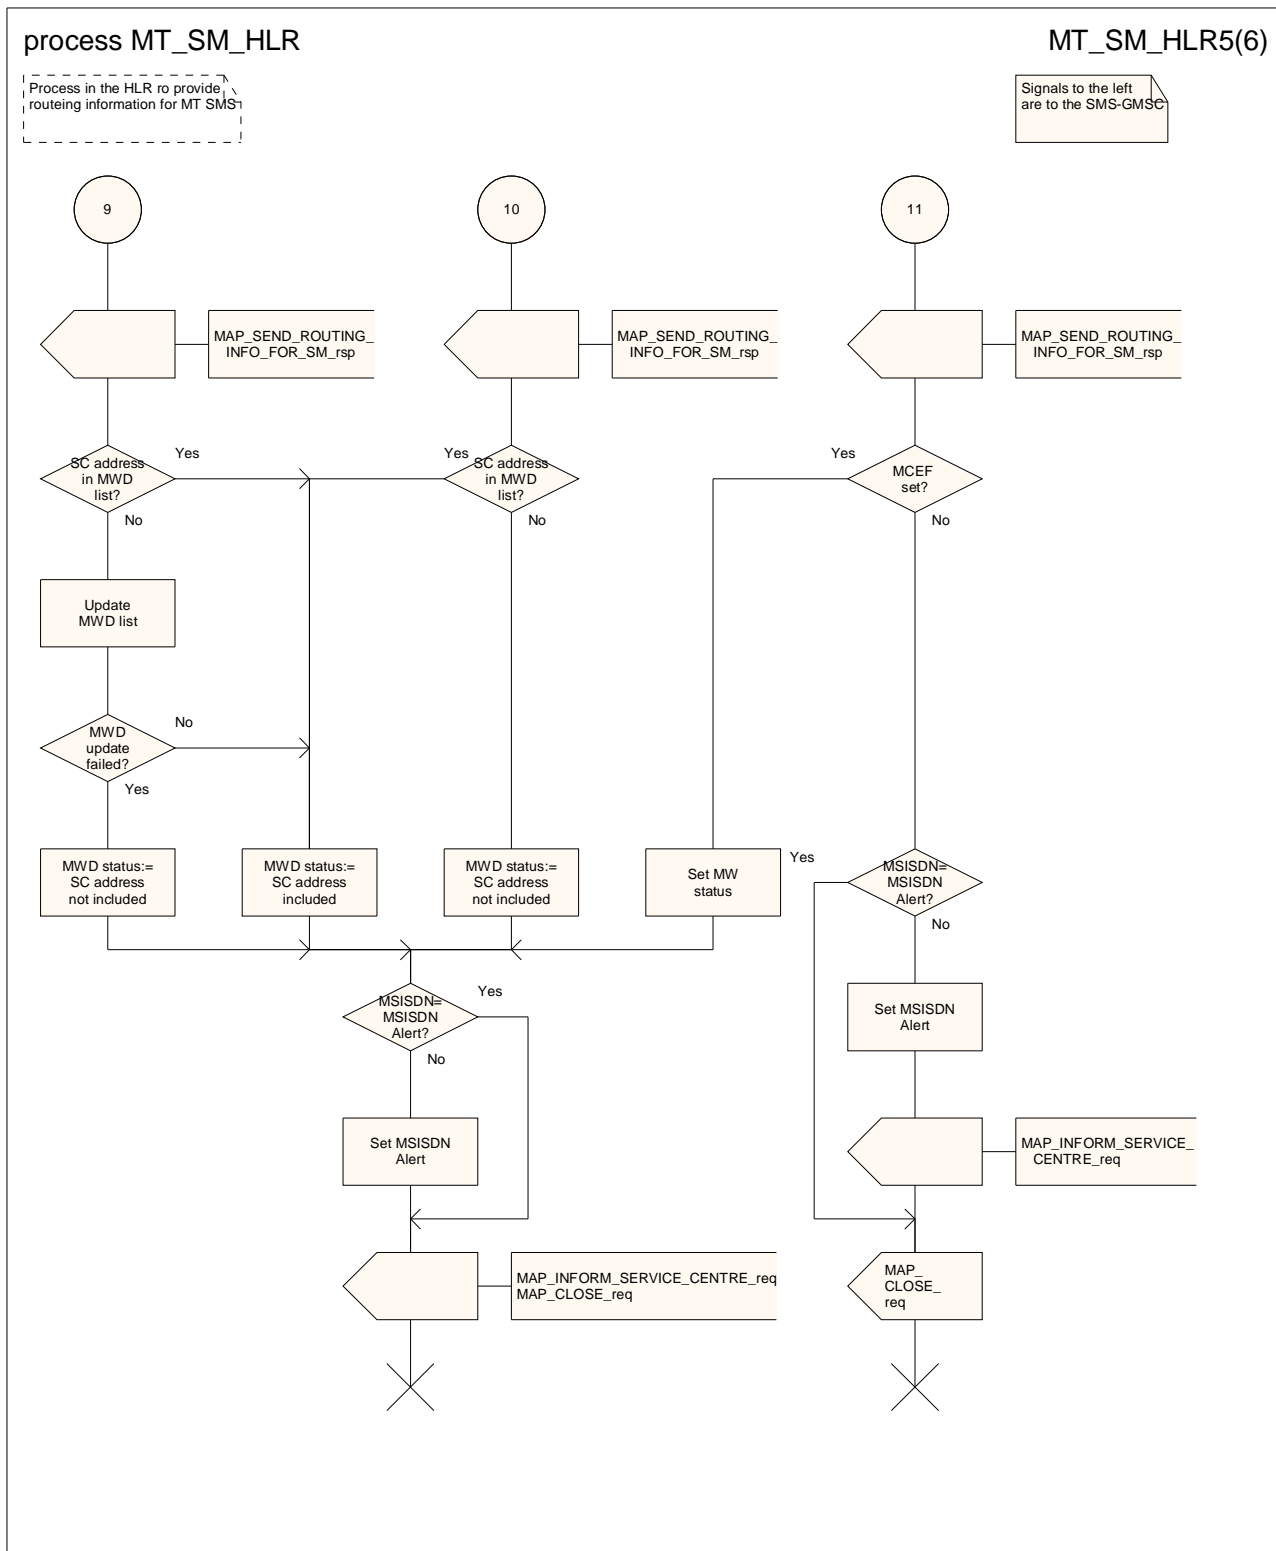 process MT_SM_HLR
MT_SM_HLR5(6)
Process in the HLR ro provide
routeing information for MT SMS
Signals to the left
are to the SMS-GMSC
9
10
11
MAP_SEND_ROUTING_
INFO_FOR_SM_rsp
MAP_SEND_ROUTING_
INFO_FOR_SM_rsp
MAP_SEND_ROUTING_
INFO_FOR_SM_rsp
SC address
in MWD
list?
Yes
No
Yes
SC address
in MWD
list?
No
Yes
MCEF
set?
No
Update
MWD list
MWD
update
failed?
No
Yes
MWD status:=
SC address
not included
MWD status:=
SC address
included
MWD status:=
SC address
not included
Set MW
status
Yes
MSISDN=
MSISDN
Alert?
No
MSISDN=
MSISDN
Alert?
Yes
No
Set MSISDN
Alert
Set MSISDN
Alert
MAP_INFORM_SERVICE_
CENTRE_req
MAP_INFORM_SERVICE_CENTRE_req
MAP_CLOSE_req
MAP_
CLOSE_
req